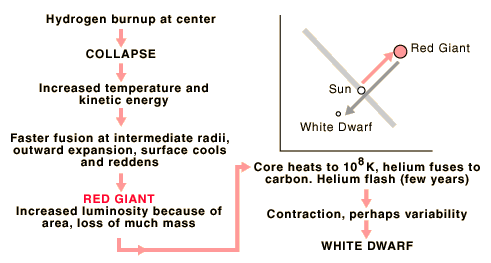 Hydrogen burnup at center
COLLAPSE
Increased temperature and
kinetic energy
Faster fusion at intermediate radii,
outward expansion, surface cools
and reddens
RED GIANT
Increased luminosity because of
area, loss of much mass
Red Giant
Sun
White Dwarf
Core heats to 10⁸K, helium fuses to
carbon. Helium flash (few years)
Contraction, perhaps variability
WHITE DWARF